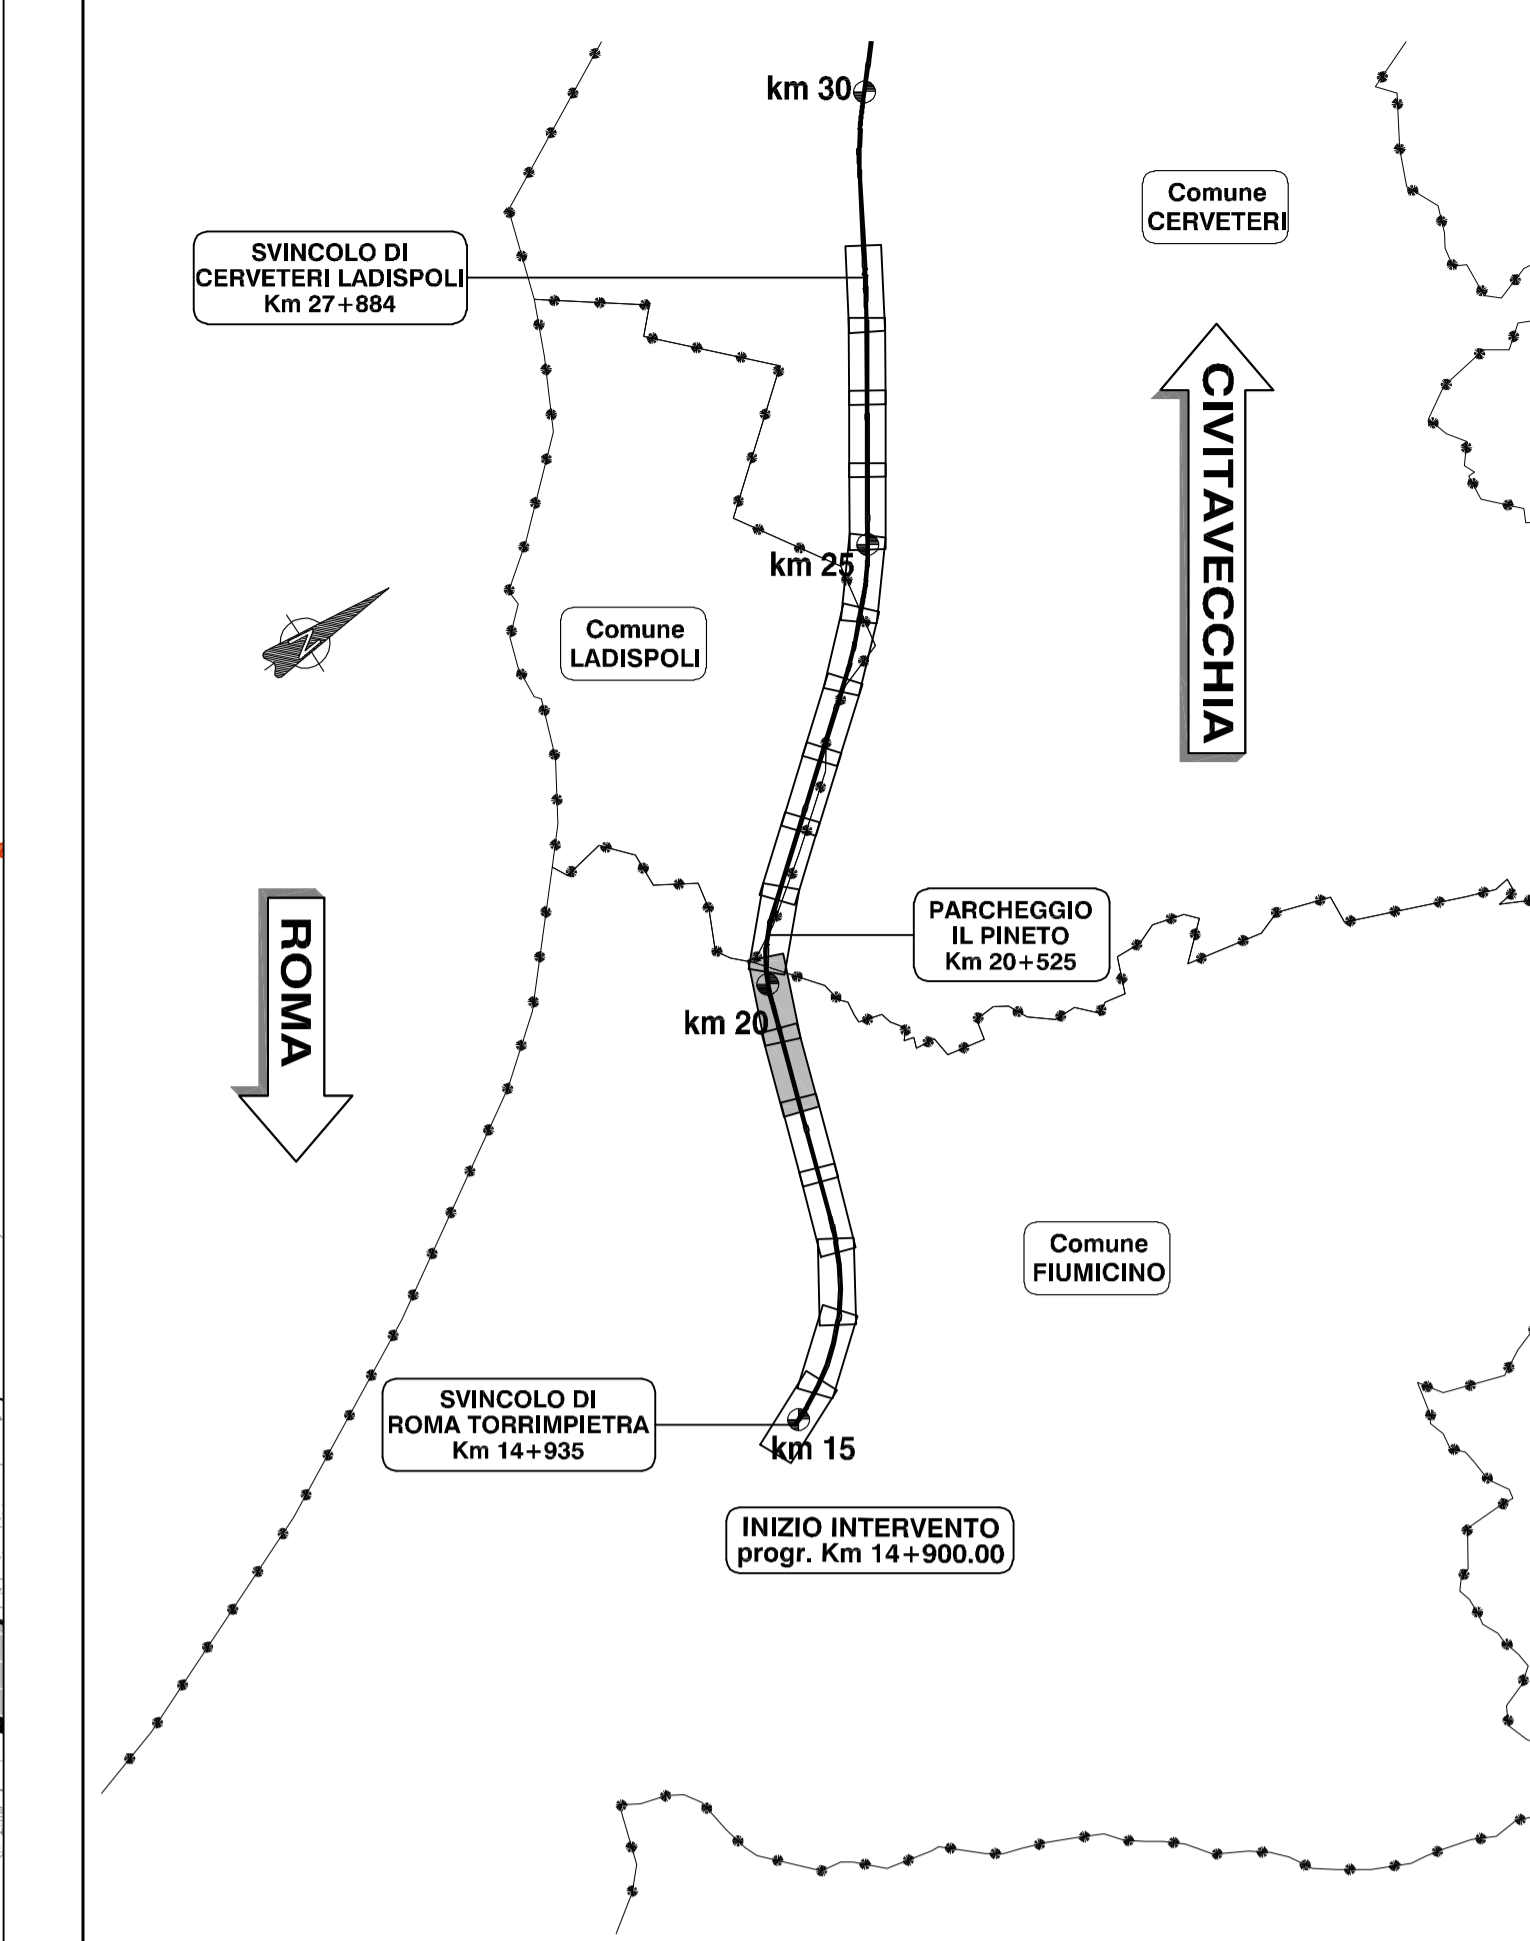 km 30
Comune
CERVETERI
SVINCOLO DI
CERVETERI LADISPOLI
Km 27+884
CIVITAVECCHIA
km 25
Comune
LADISPOLI
ROMA
PARCHEGGIO
IL PINETO
Km 20+525
km 20
Comune
FIUMICINO
SVINCOLO DI
ROMA TORRIMPIETRA
Km 14+935
km 15
INIZIO INTERVENTO
progr. Km 14+900.00